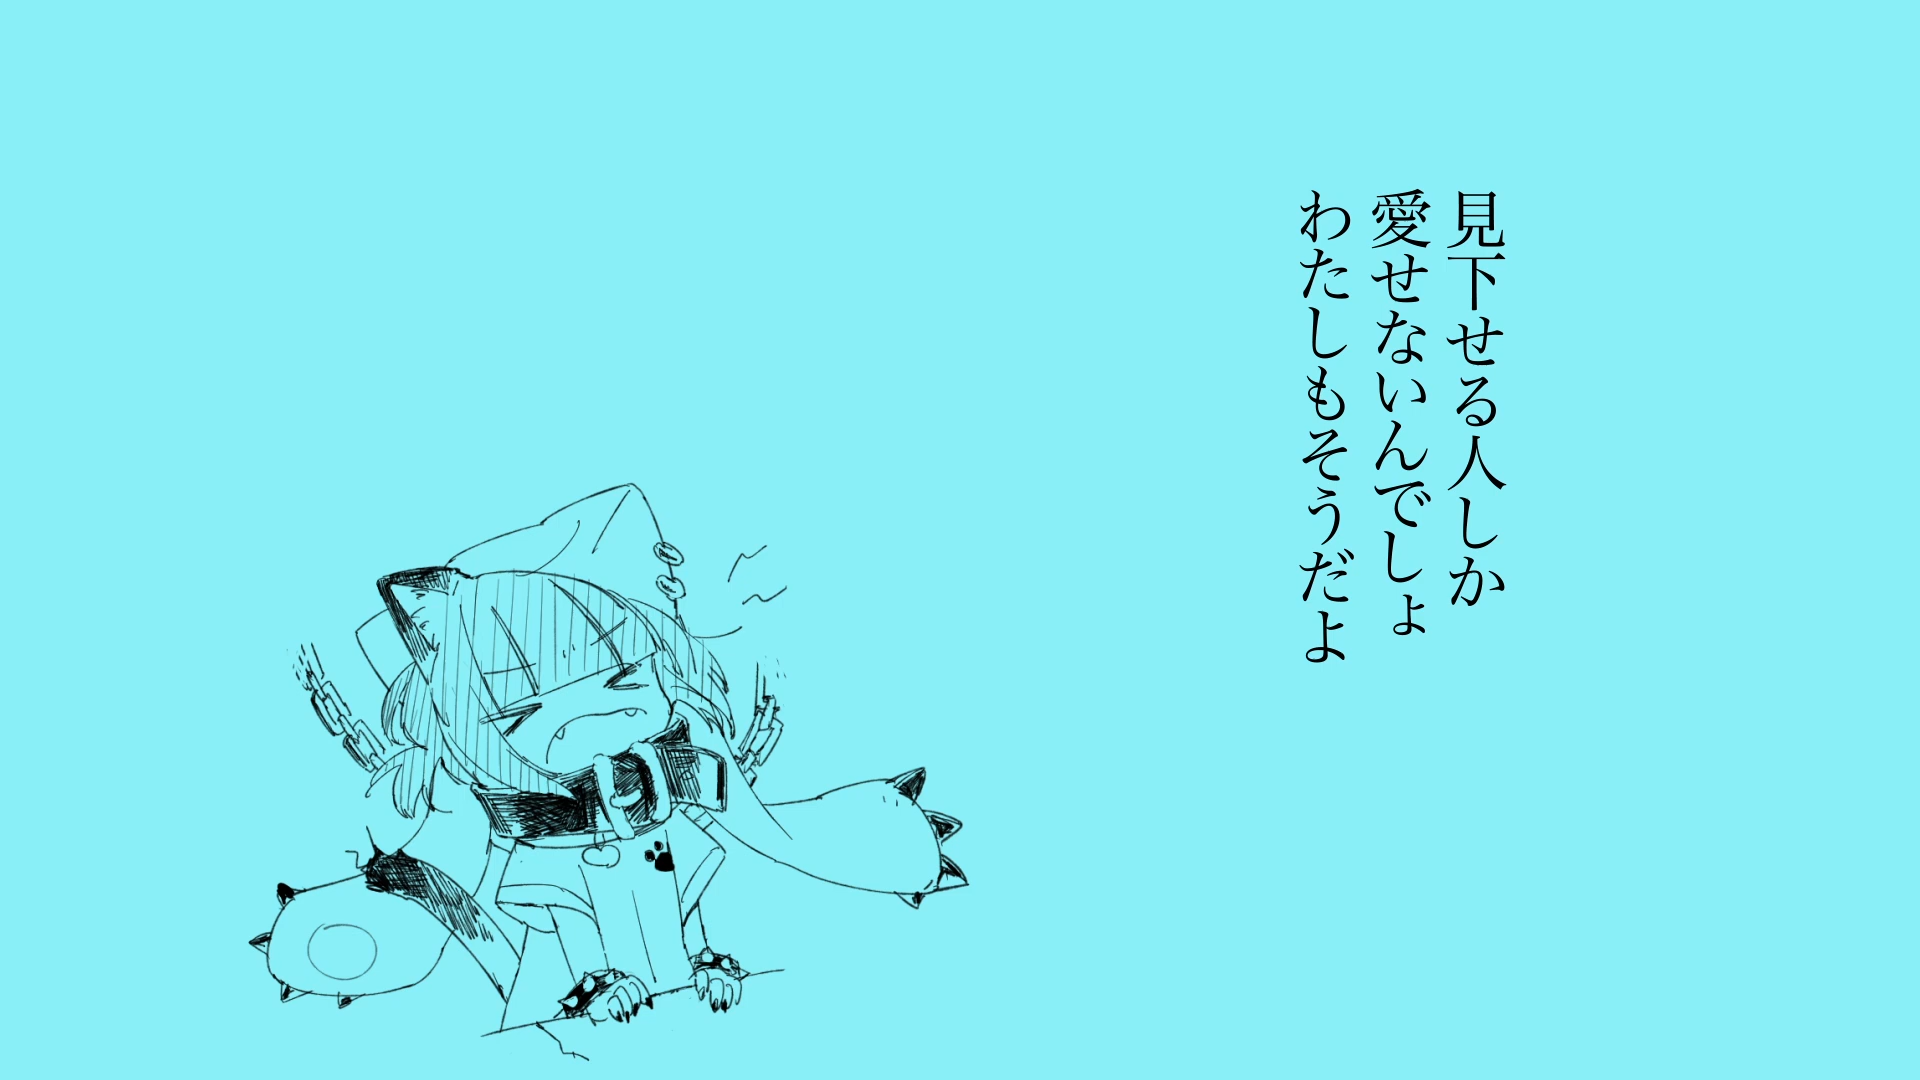 見下せる人しか
愛せないんでしょ
わたしもそうだよ